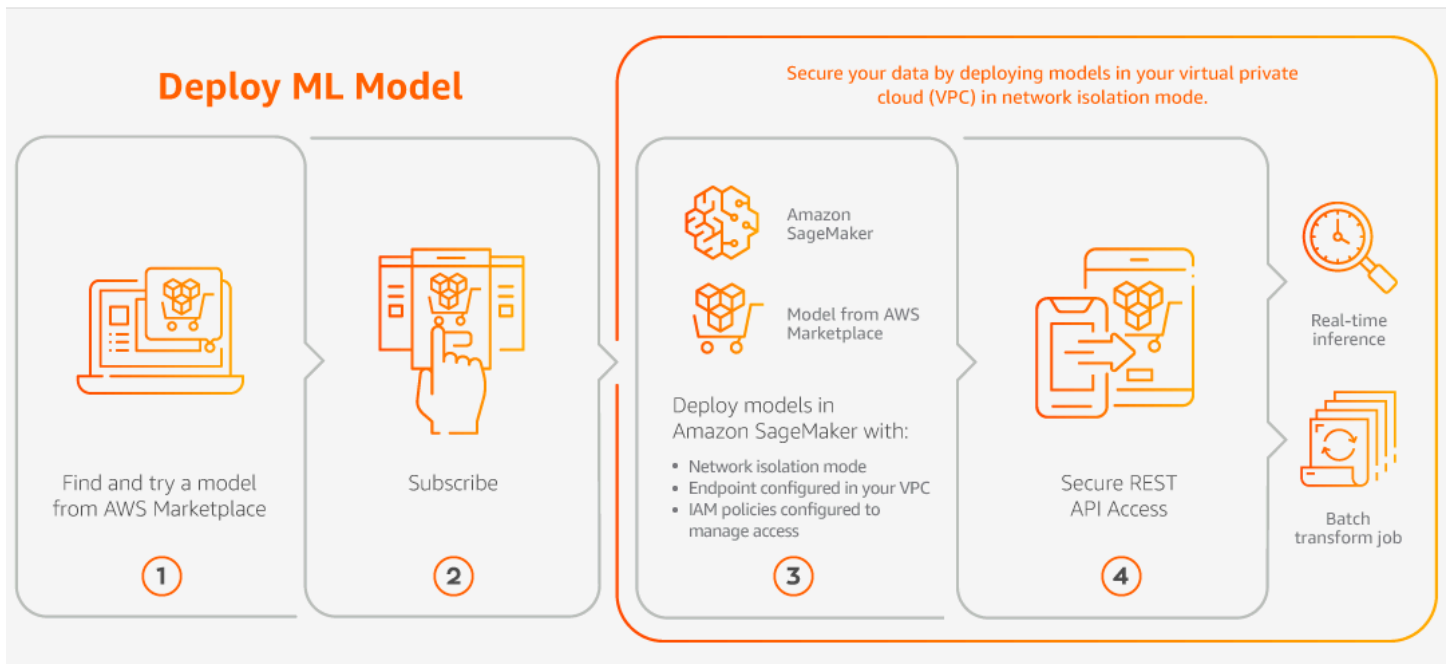 Deploy ML Model
Secure your data by deploying models in your virtual private
cloud (VPC) in network isolation mode.
Find and try a model
from AWS Marketplace
1
Subscribe
2
Amazon
SageMaker
Model from AWS
Marketplace
Deploy models in
Amazon SageMaker with:
• Network isolation mode
• Endpoint configured in your VPC
• IAM policies configured to
manage access
3
Secure REST
API Access
4
Real-time
inference
Batch
transform job